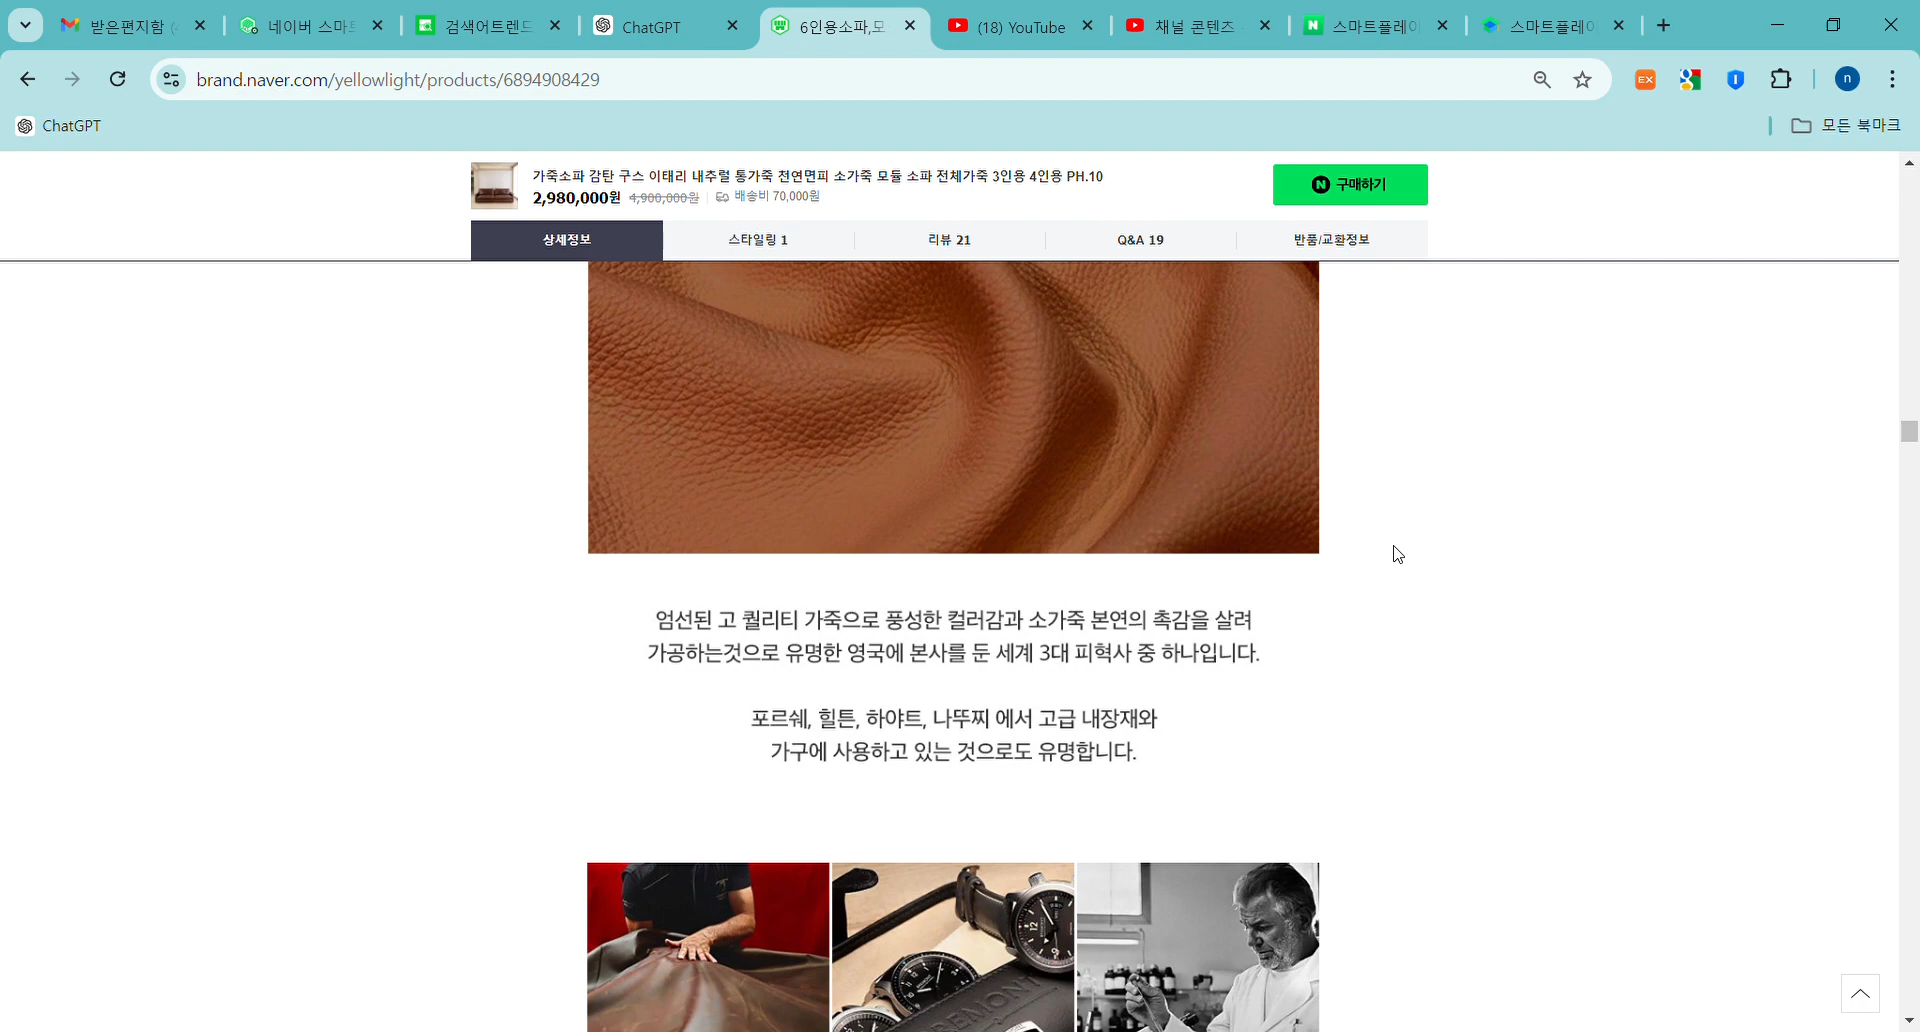 받은편지함
네이버 스마트
검색어트렌드
ChatGPT
6인용소파,모
(18) YouTube
채널 콘텐츠
스마트플레이
스마트플레이
brand.naver.com/yellowlight/products/6894908429
EX
n
ChatGPT
모든 북마크
가죽소파 감탄 구스 이태리 내추럴 통가죽 천연면피 소가죽 모듈 소파 전체가죽 3인용 4인용 PH.10
2,980,000원 4,900,000원 배송비 70,000원
N 구매하기
상세정보
스타일링 1
리뷰 21
Q&A 19
반품/교환정보
엄선된 고 퀄리티 가죽으로 풍성한 컬러감과 소가죽 본연의 촉감을 살려
가공하는것으로 유명한 영국에 본사를 둔 세계 3대 피혁사 중 하나입니다.
포르쉐, 힐튼, 하야트, 나뚜찌 에서 고급 내장재와
가구에 사용하고 있는 것으로도 유명합니다.